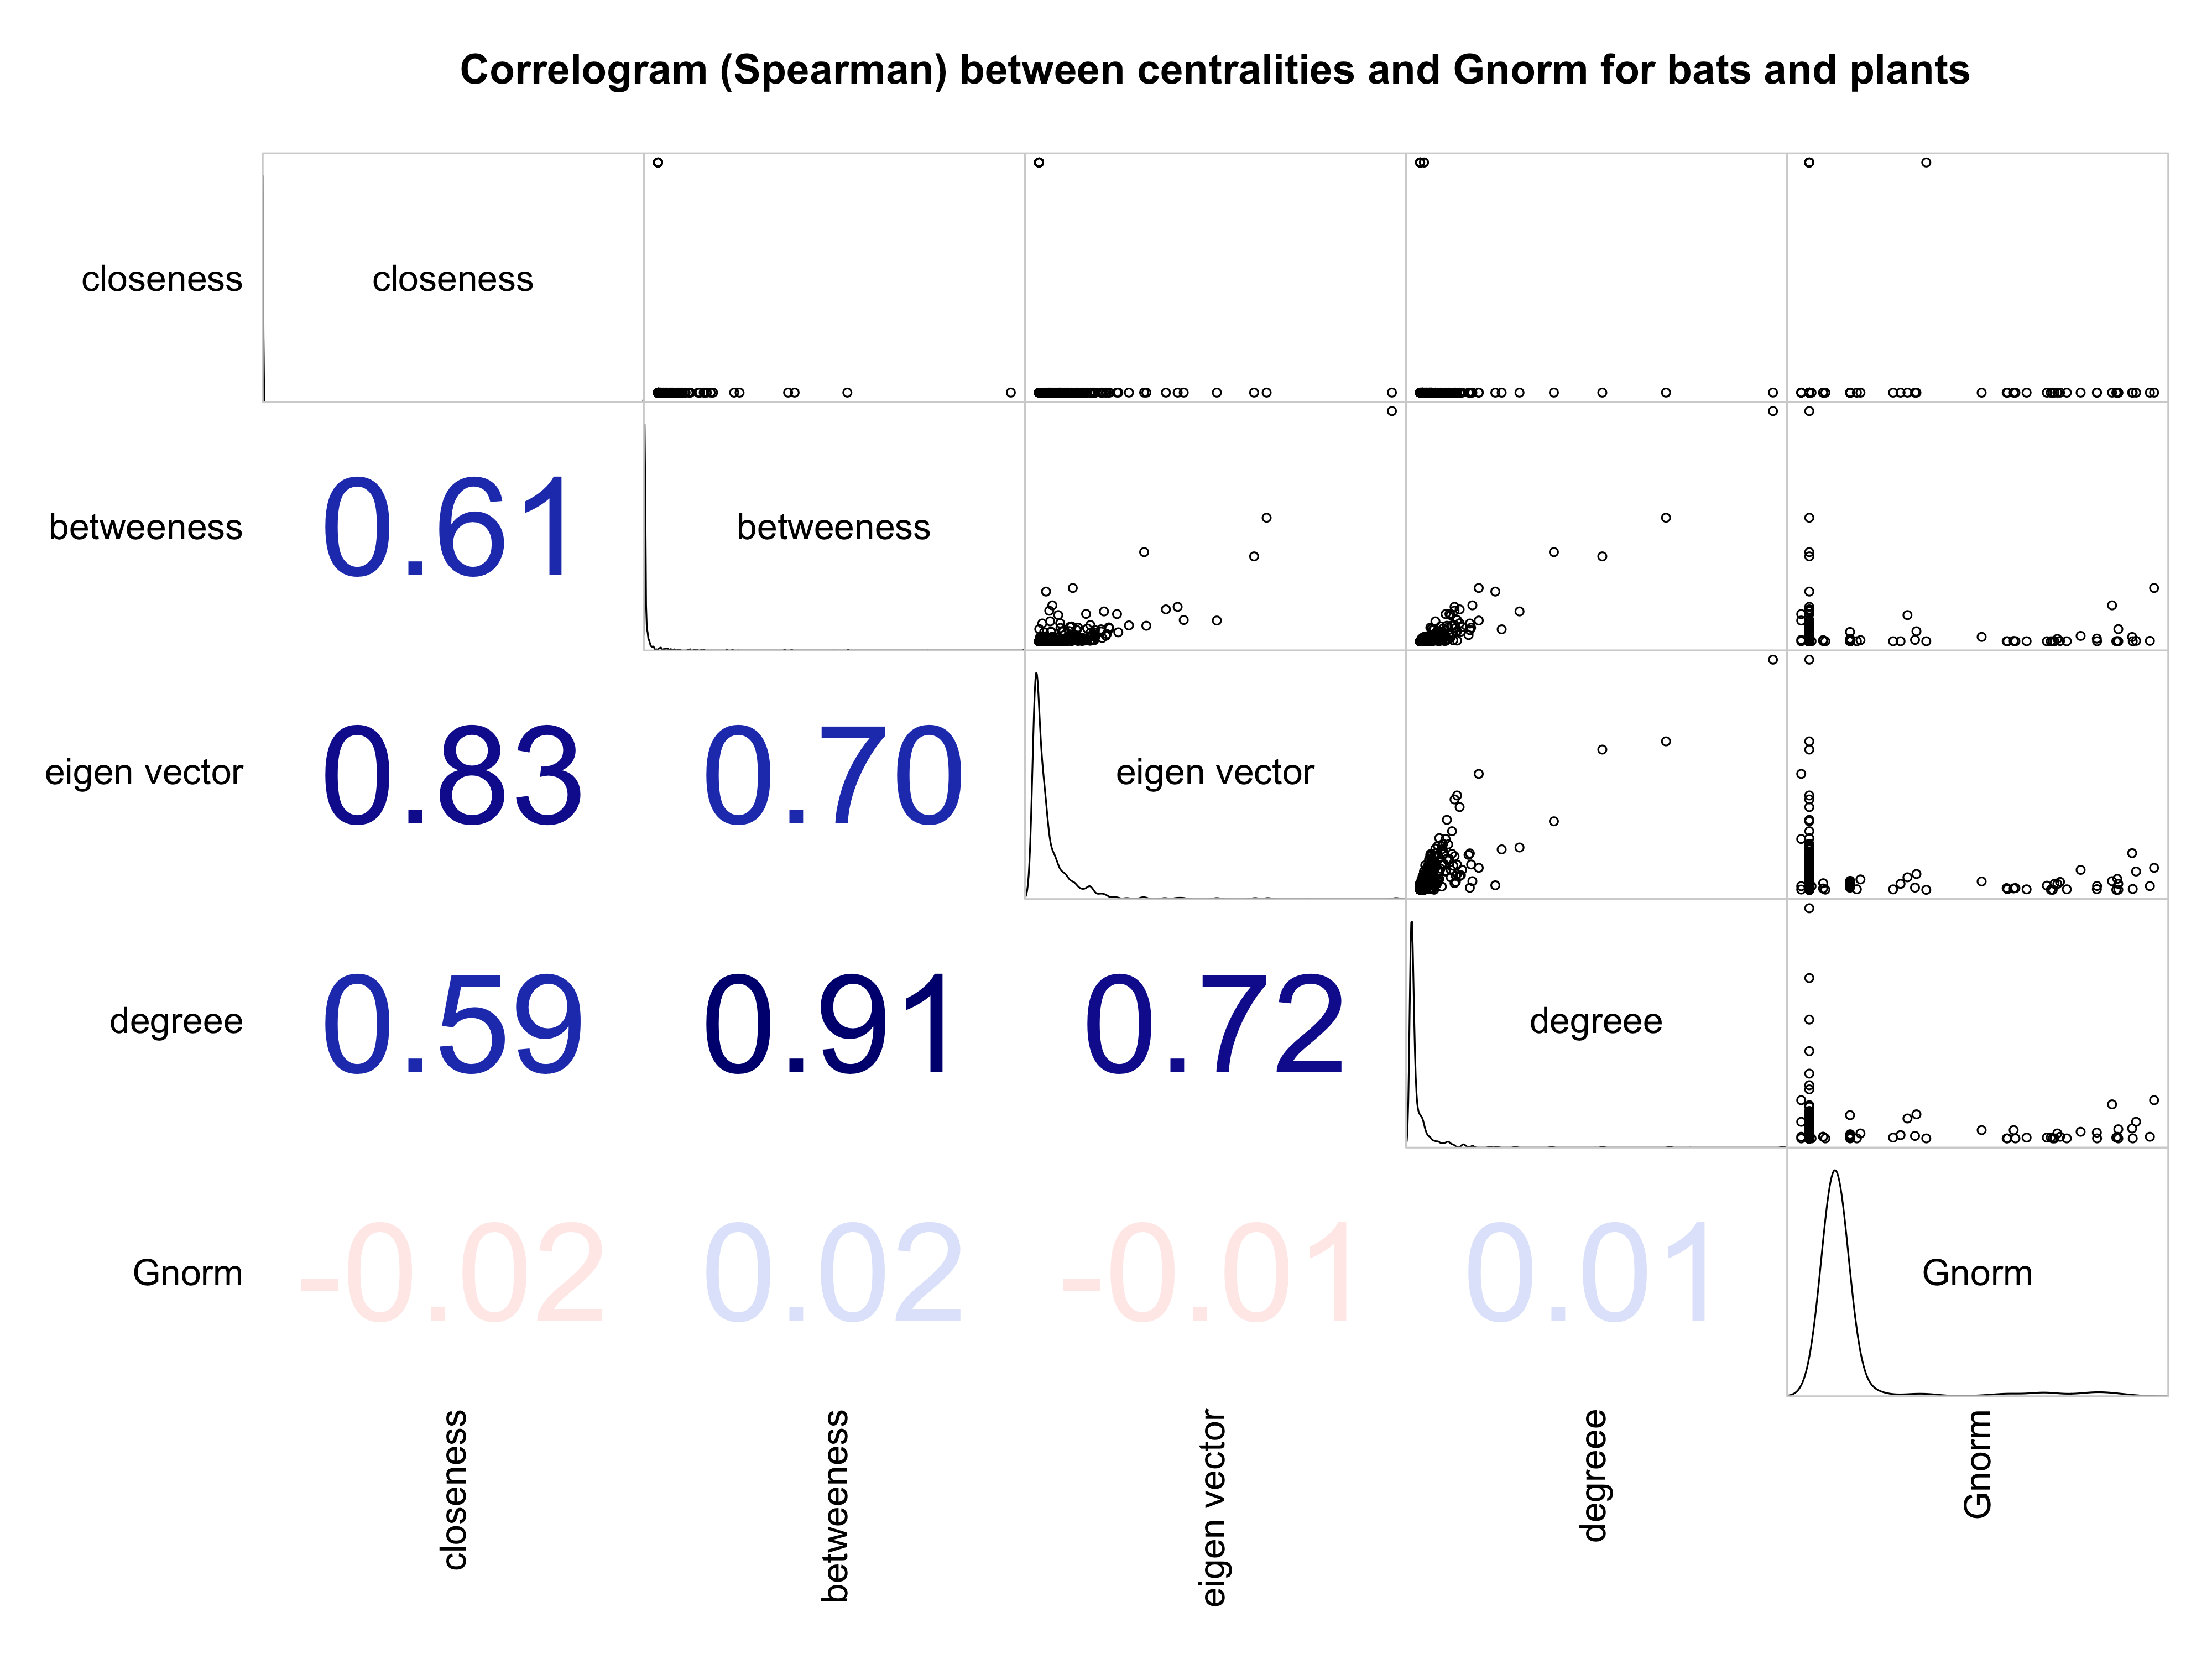 Correlogram (Spearman) between centralities and Gnorm for bats and plants
closeness closeness
betweeness 0.61 betweeness
eigen vector 0.83 0.70 eigen vector
degreee 0.59 0.91 0.72 degreee
Gnorm -0.02 0.02 -0.01 0.01 Gnorm
closeness betweeness eigen vector degreee Gnorm